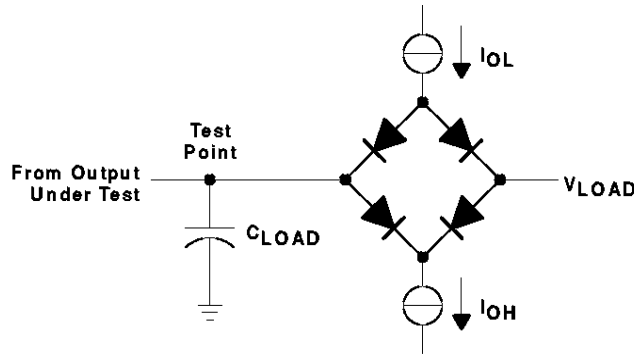 IOL
Test
Point
From Output
Under Test
VLOAD
CLOAD
IOH